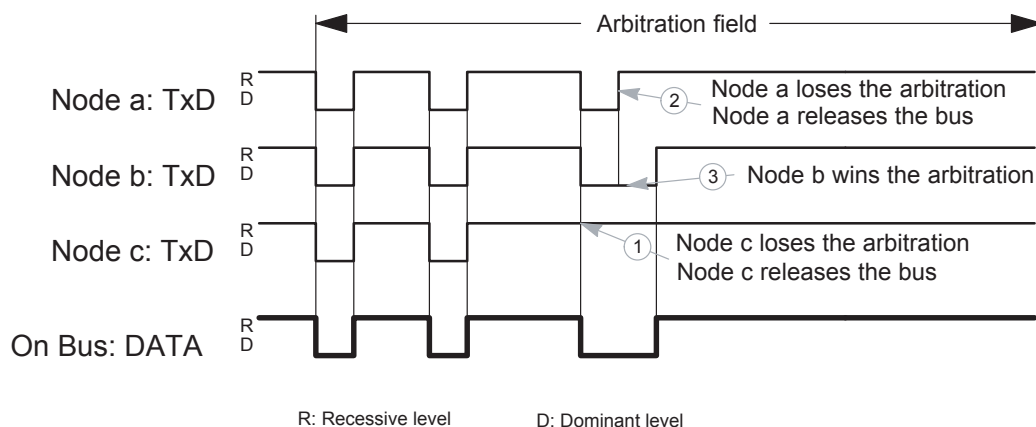 Arbitration field
R
D
Node a: TxD
2
Node a loses the arbitration
Node a releases the bus
R
D
Node b: TxD
3
Node b wins the arbitration
R
D
Node c: TxD
1
Node c loses the arbitration
Node c releases the bus
R
D
On Bus: DATA
R: Recessive level
D: Dominant level